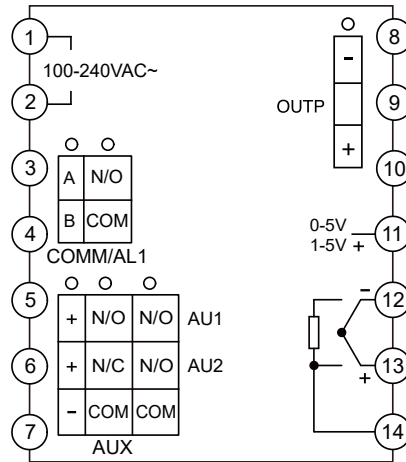 1
8
100-240VAC~
-
2
OUTP
9
+
3
A N/O
10
4
B COM
0-5V
1-5V +
11
COMM/AL1
5
+ N/O N/O AU1
-
12
6
+ N/C N/O AU2
+
13
7
- COM COM
14
AUX